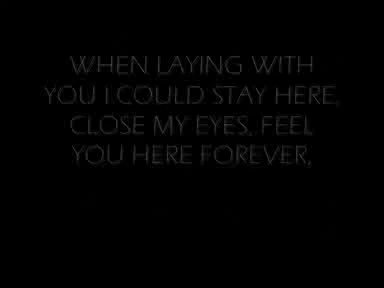 WHEN LAYING WITH
YOU I COULD STAY HERE,
CLOSE MY EYES, FEEL
YOU HERE FOREVER,